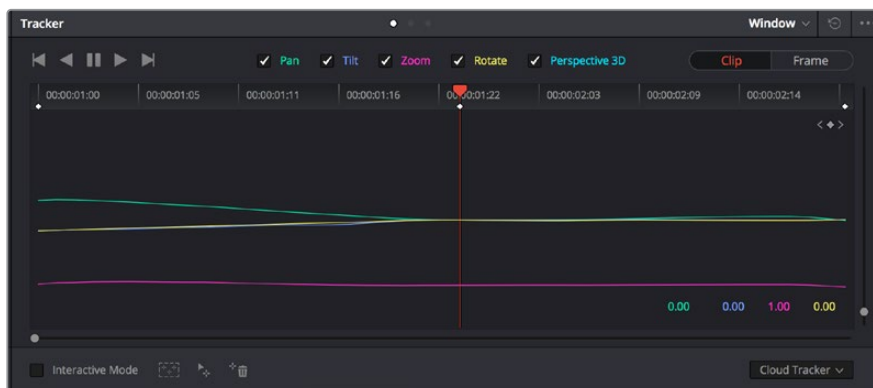 Tracker
Window
Pan
Tilt
Zoom
Rotate
Perspective 3D
Clip
Frame
00:00:01:00
00:00:01:05
00:00:01:11
00:00:01:16
00:00:01:22
00:00:02:03
00:00:02:09
00:00:02:14
0.00
0.00
1.00
0.00
Interactive Mode
Cloud Tracker